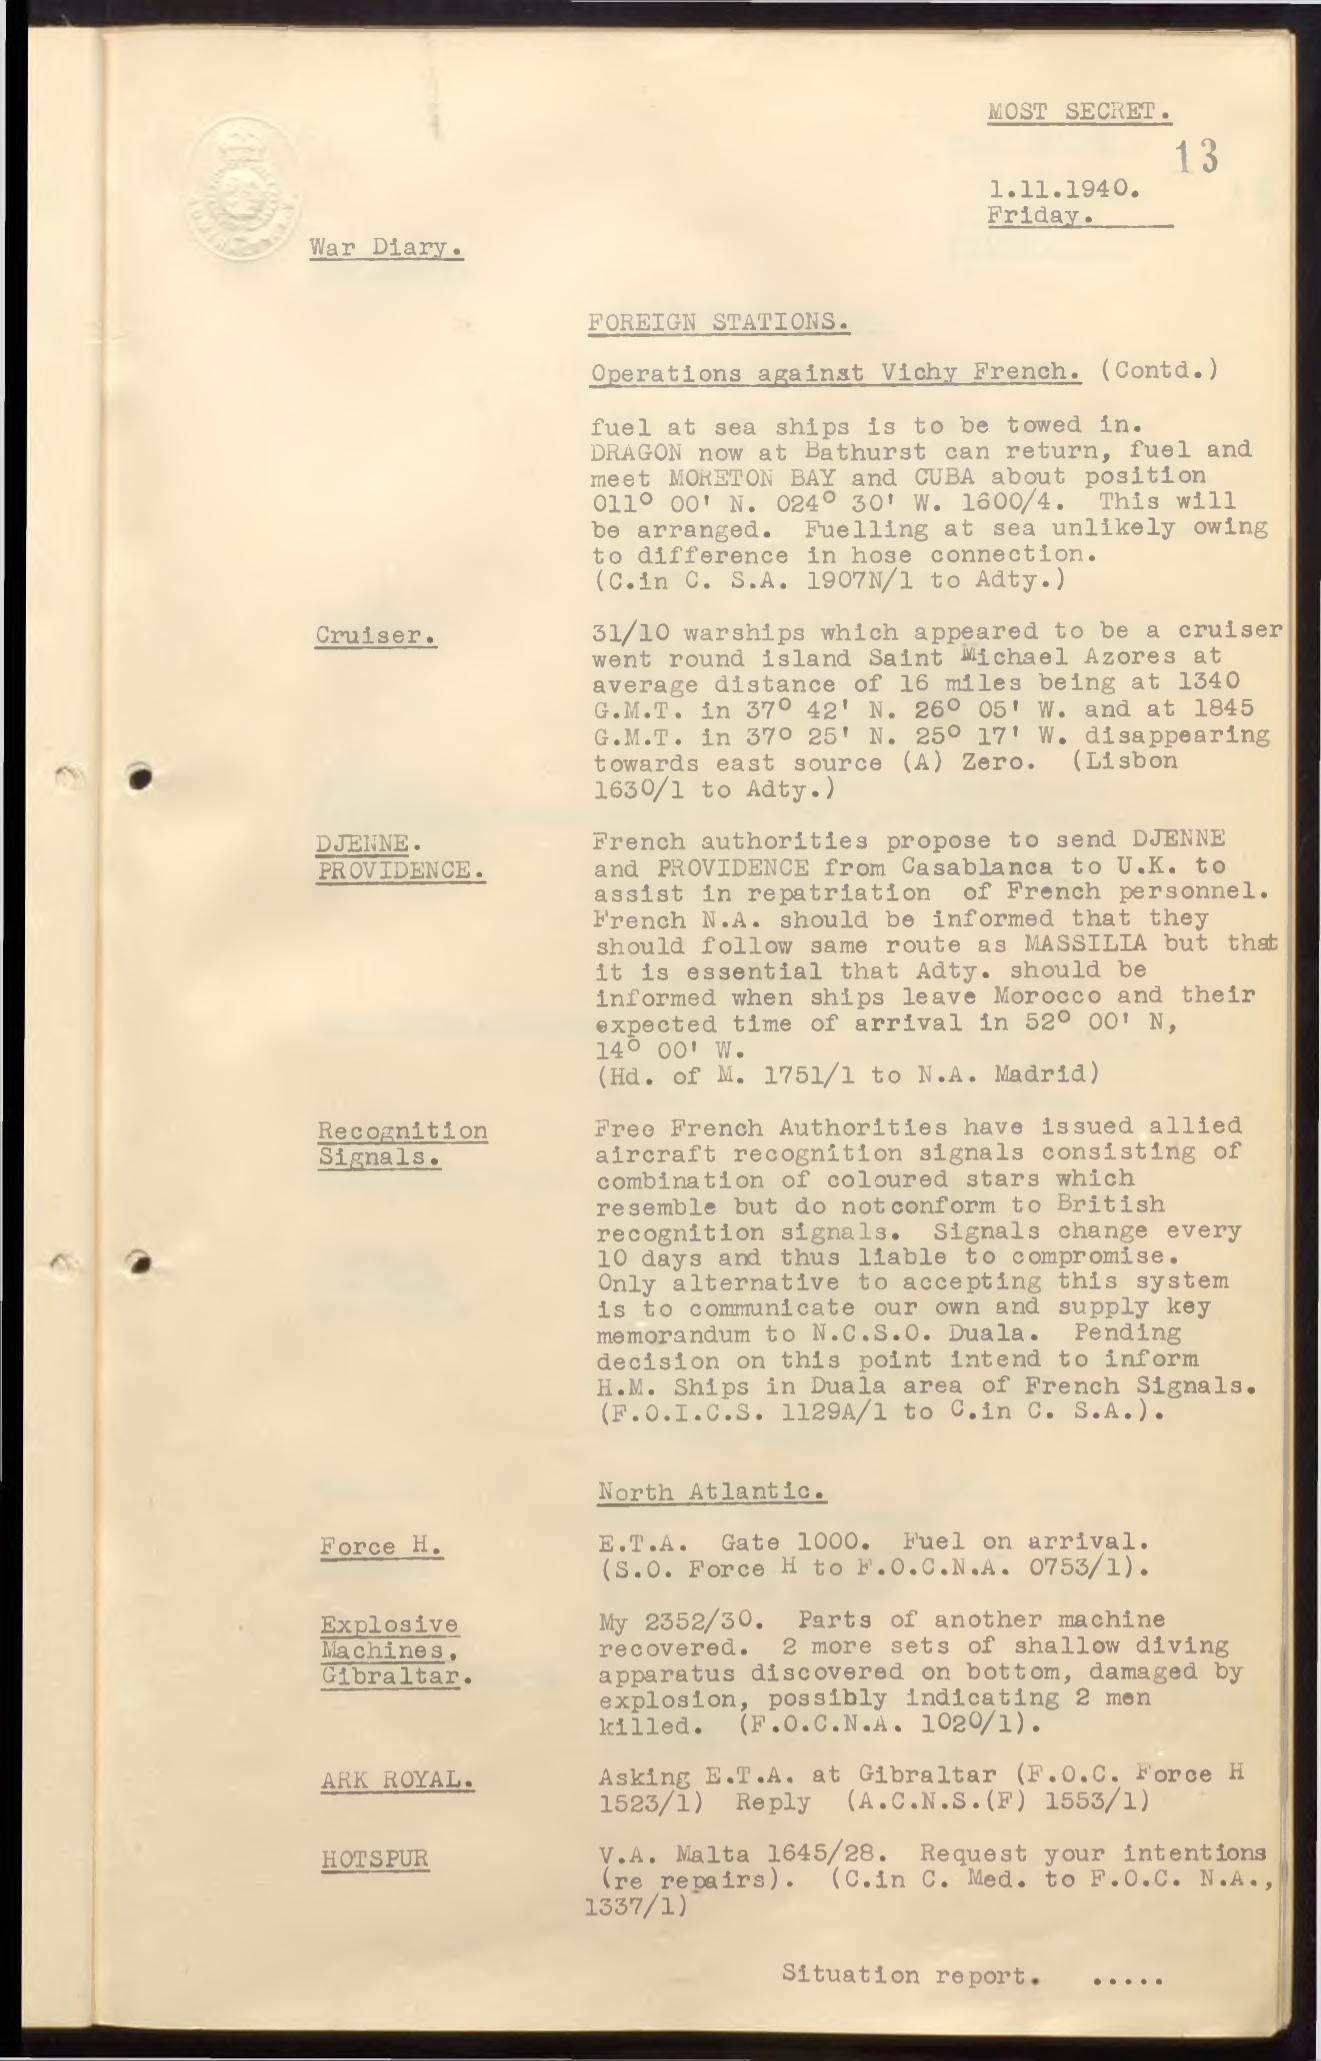 MOST SECRET.
13
1.11.1940.
Friday.
War Diary.
FOREIGN STATIONS.
Operations against Vichy French. (Contd.)
fuel at sea ships is to be towed in.
DRAGON now at Bathurst can return, fuel and
meet MORETON BAY and CUBA about position
011° 00' N. 024° 30' W. 1600/4. This will
be arranged. Fuelling at sea unlikely owing
to difference in hose connection.
(C.in C. S.A. 1907N/1 to Adty.)
Cruiser.
31/10 warships which appeared to be a cruiser
went round island Saint Michael Azores at
average distance of 16 miles being at 1340
G.M.T. in 37° 42' N. 26° 05' W. and at 1845
G.M.T. in 37° 25' N. 25° 17' W. disappearing
towards east source (A) Zero. (Lisbon
1630/1 to Adty.)
DJENNE.
PROVIDENCE.
French authorities propose to send DJENNE
and PROVIDENCE from Casablanca to U.K. to
assist in repatriation of French personnel.
French N.A. should be informed that they
should follow same route as MASSILIA but that
it is essential that Adty. should be
informed when ships leave Morocco and their
expected time of arrival in 52° 00' N,
14° 00' W.
(Hd. of M. 1751/1 to N.A. Madrid)
Recognition
Signals.
Free French Authorities have issued allied
aircraft recognition signals consisting of
combination of coloured stars which
resemble but do notconform to British
recognition signals. Signals change every
10 days and thus liable to compromise.
Only alternative to accepting this system
is to communicate our own and supply key
memorandum to N.C.S.O. Duala. Pending
decision on this point intend to inform
H.M. Ships in Duala area of French Signals.
(F.O.I.C.S. 1129A/1 to C.in C. S.A.).
North Atlantic.
Force H.
E.T.A. Gate 1000. Fuel on arrival.
(S.O. Force H to F.O.C.N.A. 0753/1).
Explosive
Machines,
Gibraltar.
My 2352/30. Parts of another machine
recovered. 2 more sets of shallow diving
apparatus discovered on bottom, damaged by
explosion, possibly indicating 2 men
killed. (F.O.C.N.A. 1020/1).
ARK ROYAL.
Asking E.T.A. at Gibraltar (F.O.C. Force H
1523/1) Reply (A.C.N.S.(F) 1553/1)
HOTSPUR
V.A. Malta 1645/28. Request your intentions
(re repairs). (C.in C. Med. to F.O.C. N.A.,
1337/1)
Situation report. .....